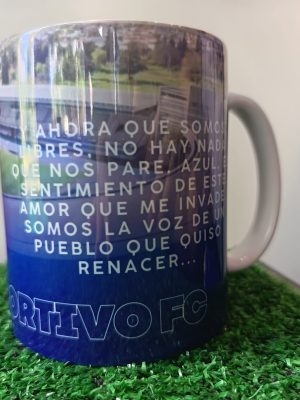 Y AHORA QUE SOMOS
LIBRES, NO HAY NADA
QUE NOS PARE, AZUL
SENTIMIENTO DE ESTE
AMOR QUE ME INVADE
SOMOS LA VOZ DE UN
PUEBLO QUE QUISO
RENACER...
ORTIVO FC